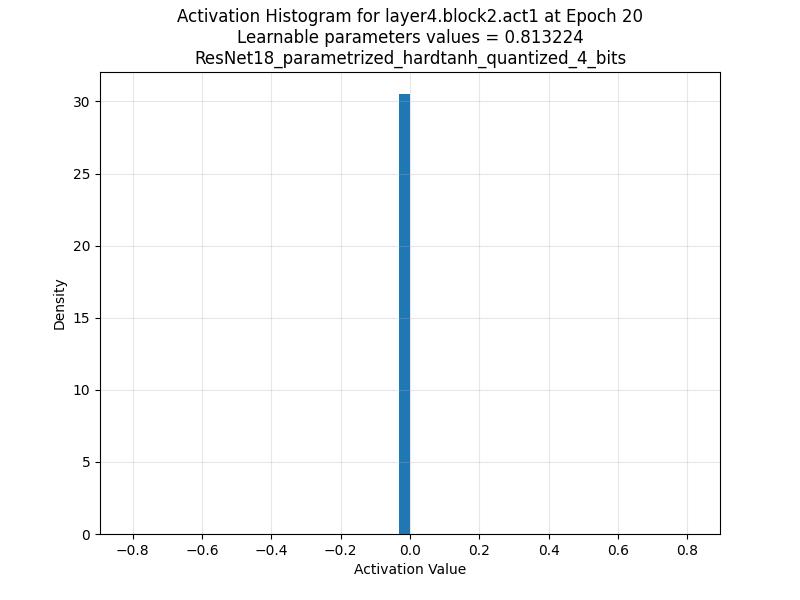 Activation Histogram for layer4.block2.act1 at Epoch 20
Learnable parameters values = 0.813224
ResNet18_parametrized_hardtanh_quantized_4_bits
30
25
20
15
10
5
0
Density
−0.8 −0.6 −0.4 −0.2 0.0 0.2 0.4 0.6 0.8
Activation Value